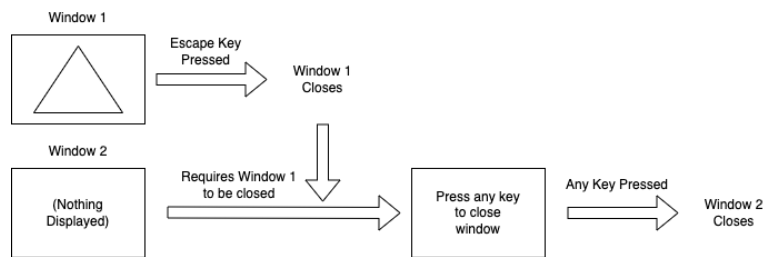 Window 1
Escape Key
Pressed
Window 1
Closes
Window 2
(Nothing
Displayed)
Requires Window 1
to be closed
Press any key
to close
window
Any Key Pressed
Window 2
Closes